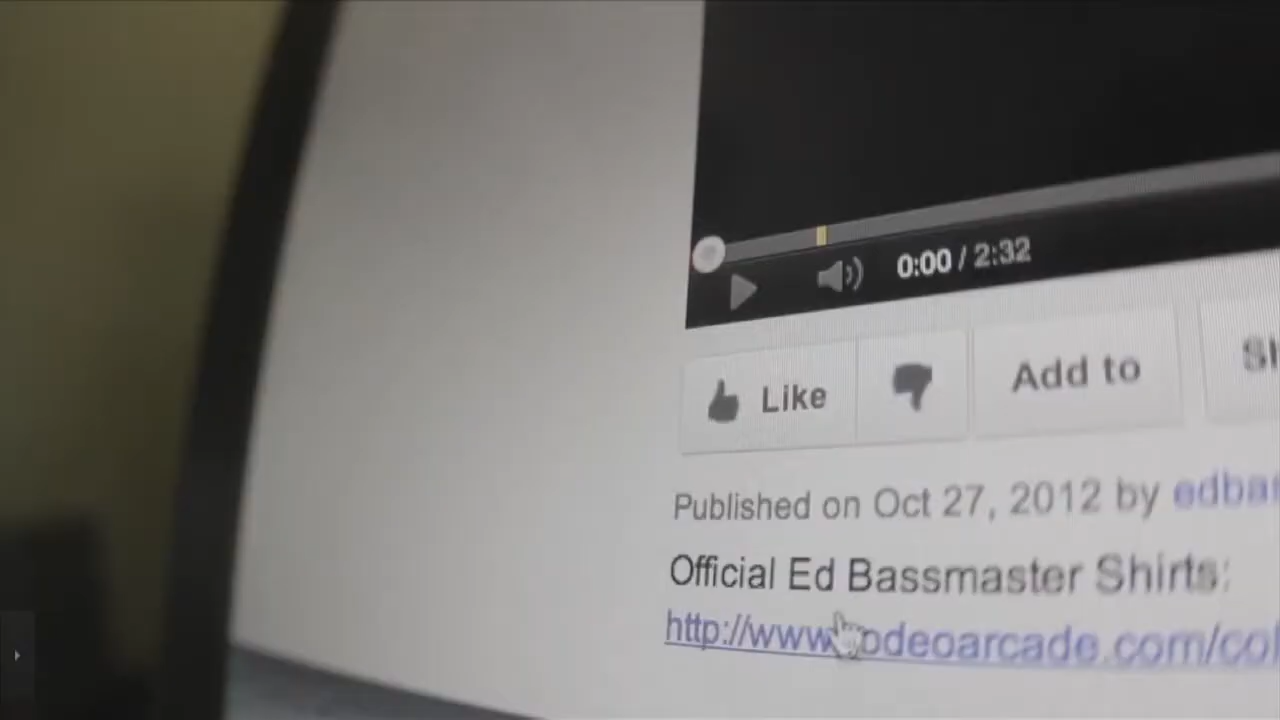 0:00 / 2:32
Like
Add to
Published on Oct 27, 2012 by
Official Ed Bassmaster Shirts: